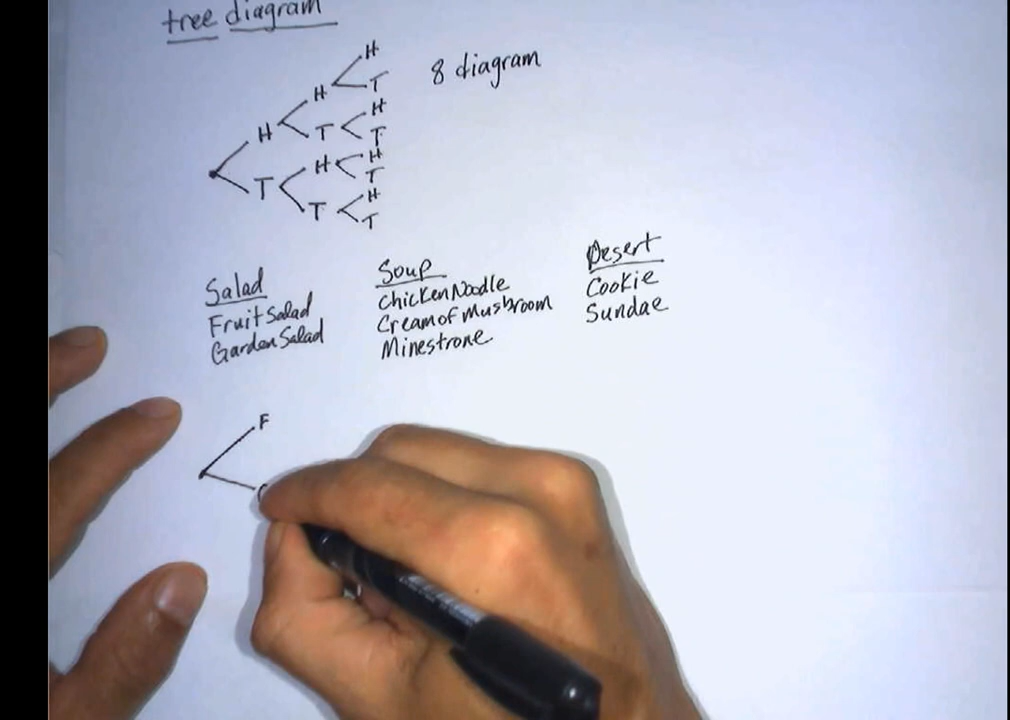 tree diagram
H
H
T
8 diagram
H
H
T
T
H
H
T
T
H
T
T
Salad
Fruit Salad
Garden Salad
Soup
Chicken Noodle
Cream of Mushroom
Minestrone
Desert
Cookie
Sundae
F